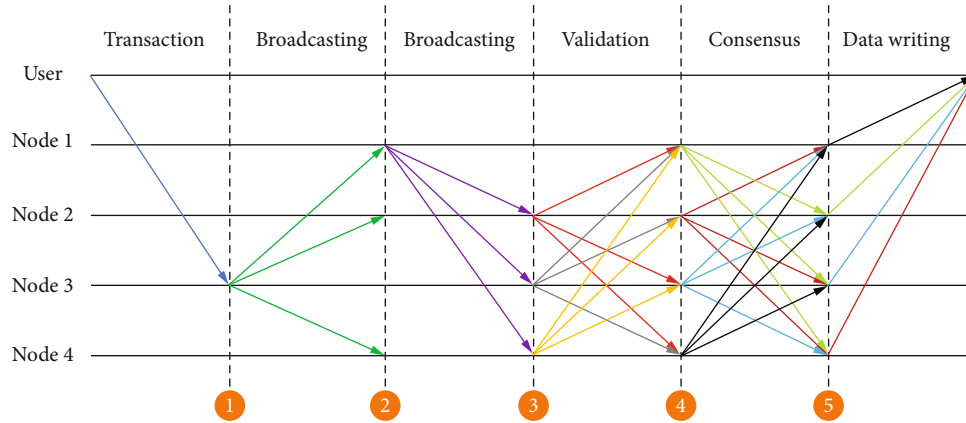 Transaction Broadcasting Broadcasting Validation Consensus Data writing
User
Node 1
Node 2
Node 3
Node 4
1 2 3 4 5